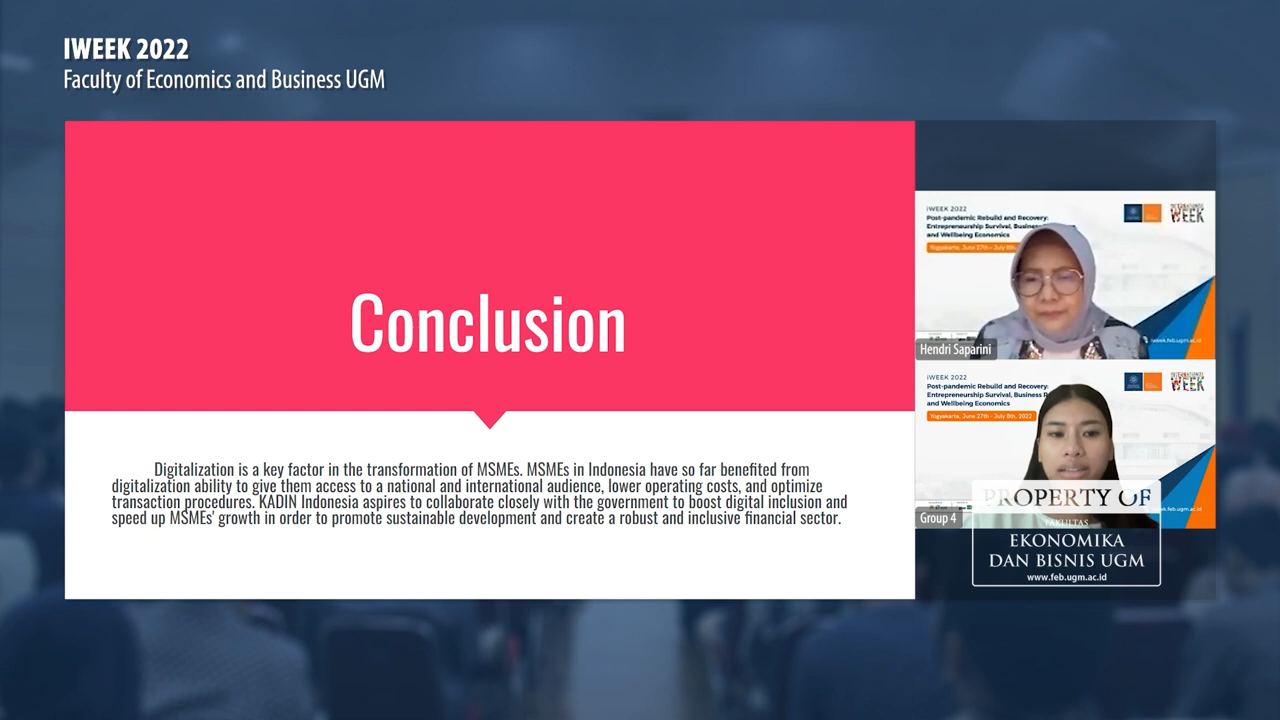 IWEEK 2022
Faculty of Economics and Business UGM
Conclusion
Digitalization is a key factor in the transformation of MSMEs. MSMEs in Indonesia have so far benefited from
digitalization ability to give them access to a national and international audience, lower operating costs, and optimize
transaction procedures. KADIN Indonesia aspires to collaborate closely with the government to boost digital inclusion and
speed up MSMEs' growth in order to promote sustainable development and create a robust and inclusive financial sector.
iWEEK 2022
Post-pandemic Rebuild and Recovery:
Entrepreneurship Survival, Business
and Wellbeing Economics
Yogyakarta, June 27th - July 8th,
WEEK
iweek.feb.ugm.ac.id
Hendri Saparini
iWEEK 2022
Post-pandemic Rebuild and Recovery:
Entrepreneurship Survival, Business R
and Wellbeing Economics
Yogyakarta, June 27th - July 8th, 2022
WEEK
Group 4
PROPERTY OF
FAKULTAS
EKONOMIKA
DAN BISNIS UGM
www.feb.ugm.ac.id